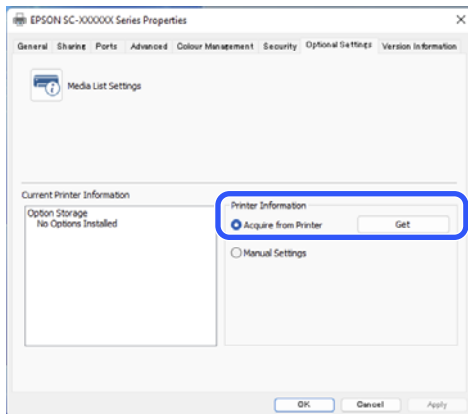 EPSON SC-XXXXXX Series Properties
General Sharing Ports Advanced Colour Management Security Optional Settings Version Information
Media List Settings
Current Printer Information
Option Storage
No Options Installed
Printer Information
Acquire from Printer
Get
Manual Settings
OK Cancel Apply